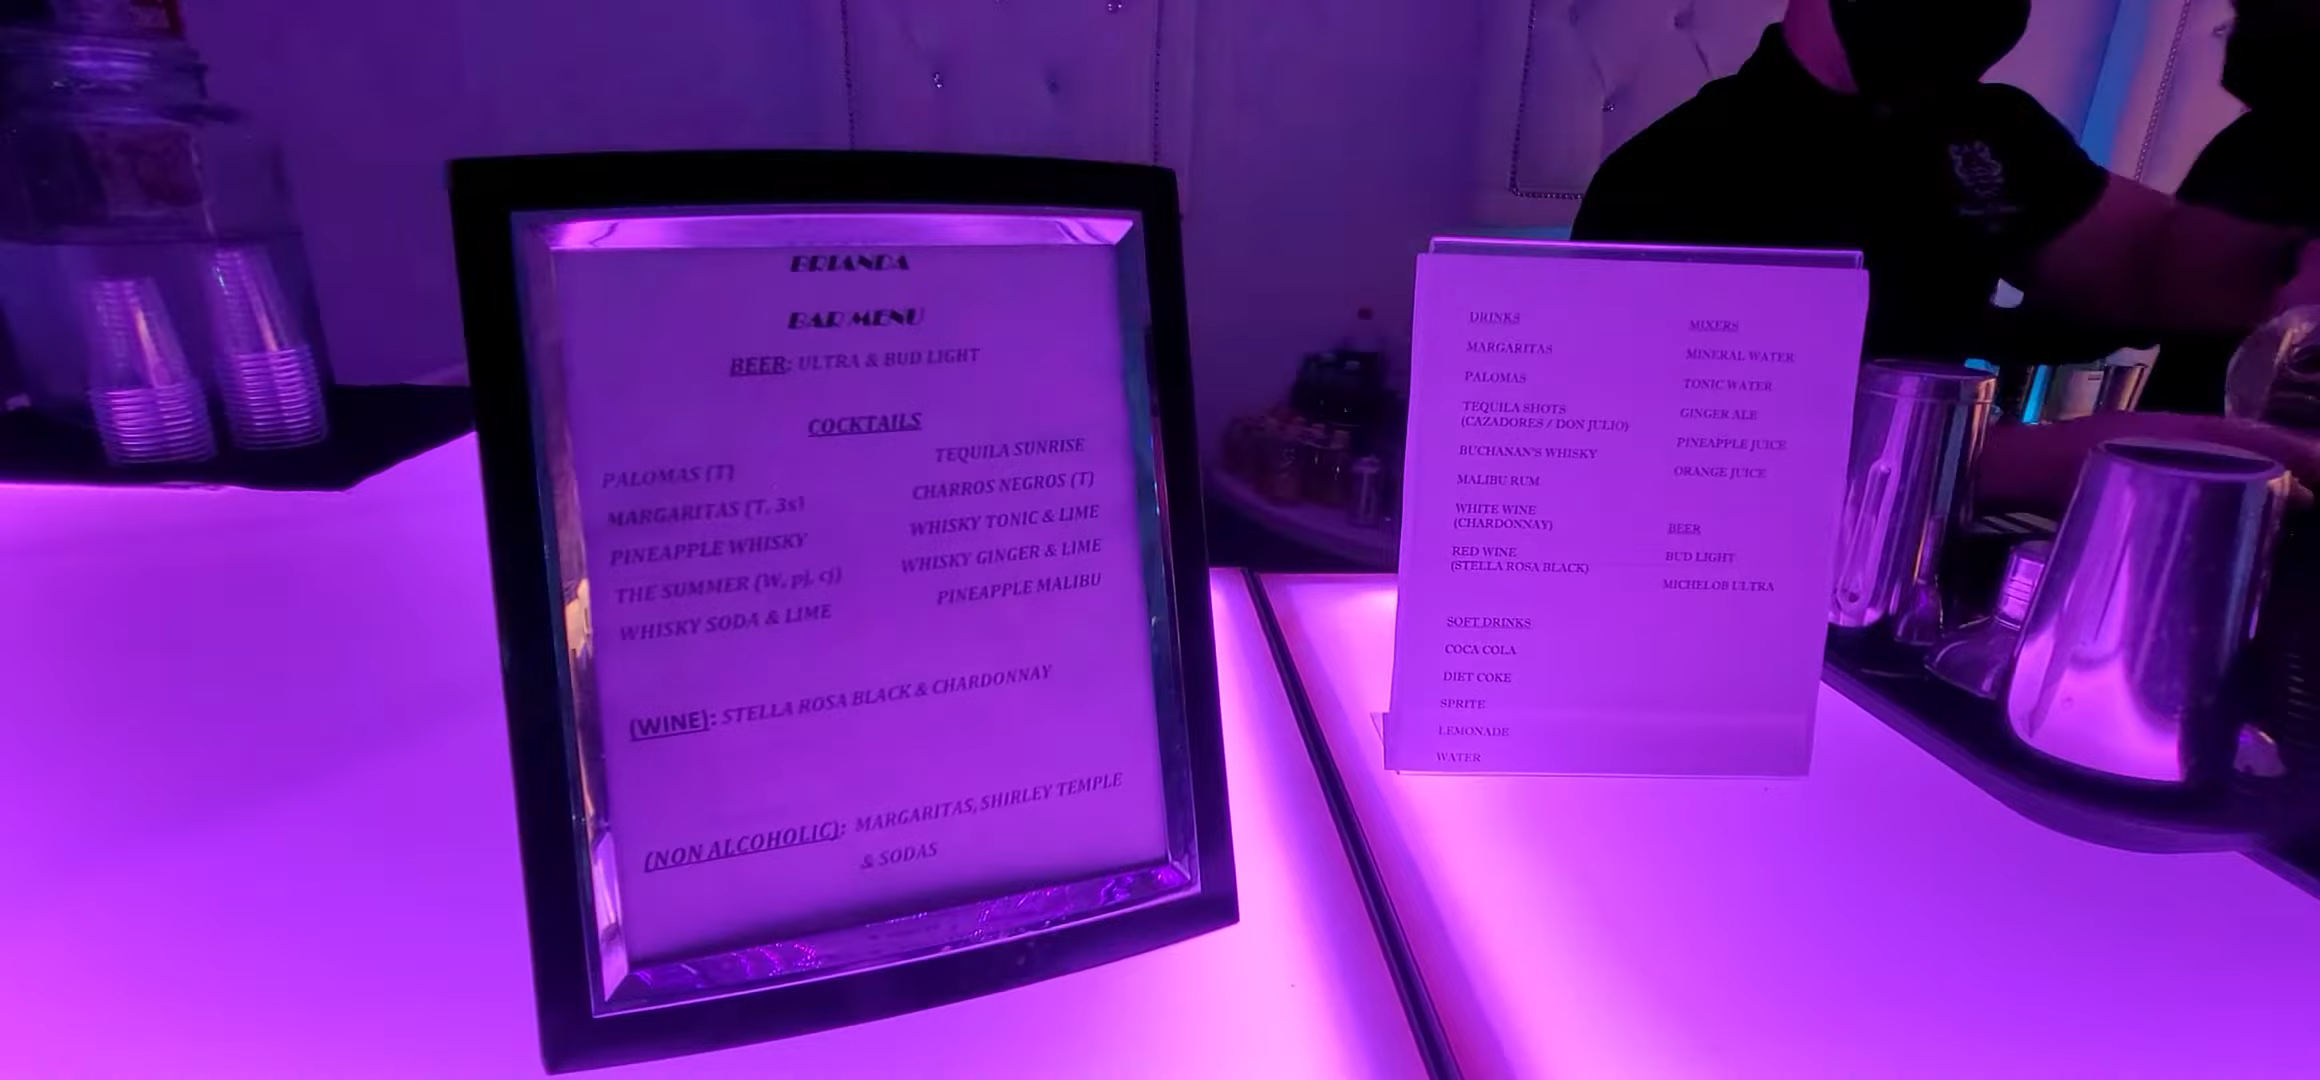 BRIANDA
BAR MENU
BEER: ULTRA & BUD LIGHT
COCKTAILS
PALOMAS (T)
MARGARITAS (T, 3s)
PINEAPPLE WHISKY
THE SUMMER (W, pj, cj)
WHISKY SODA & LIME
TEQUILA SUNRISE
CHARROS NEGROS (T)
WHISKY TONIC & LIME
WHISKY GINGER & LIME
PINEAPPLE MALIBU
(WINE): STELLA ROSA BLACK & CHARDONNAY
(NON ALCOHOLIC): MARGARITAS, SHIRLEY TEMPLE
& SODAS
DRINKS
MARGARITAS
PALOMAS
TEQUILA SHOTS
(CAZADORES / DON JULIO)
BUCHANAN'S WHISKY
MALIBU RUM
WHITE WINE
(CHARDONNAY)
RED WINE
(STELLA ROSA BLACK)
SOFT DRINKS
COCA COLA
DIET COKE
SPRITE
LEMONADE
WATER
MIXERS
MINERAL WATER
TONIC WATER
GINGER ALE
PINEAPPLE JUICE
ORANGE JUICE
BEER
BUD LIGHT
MICHELOB ULTRA